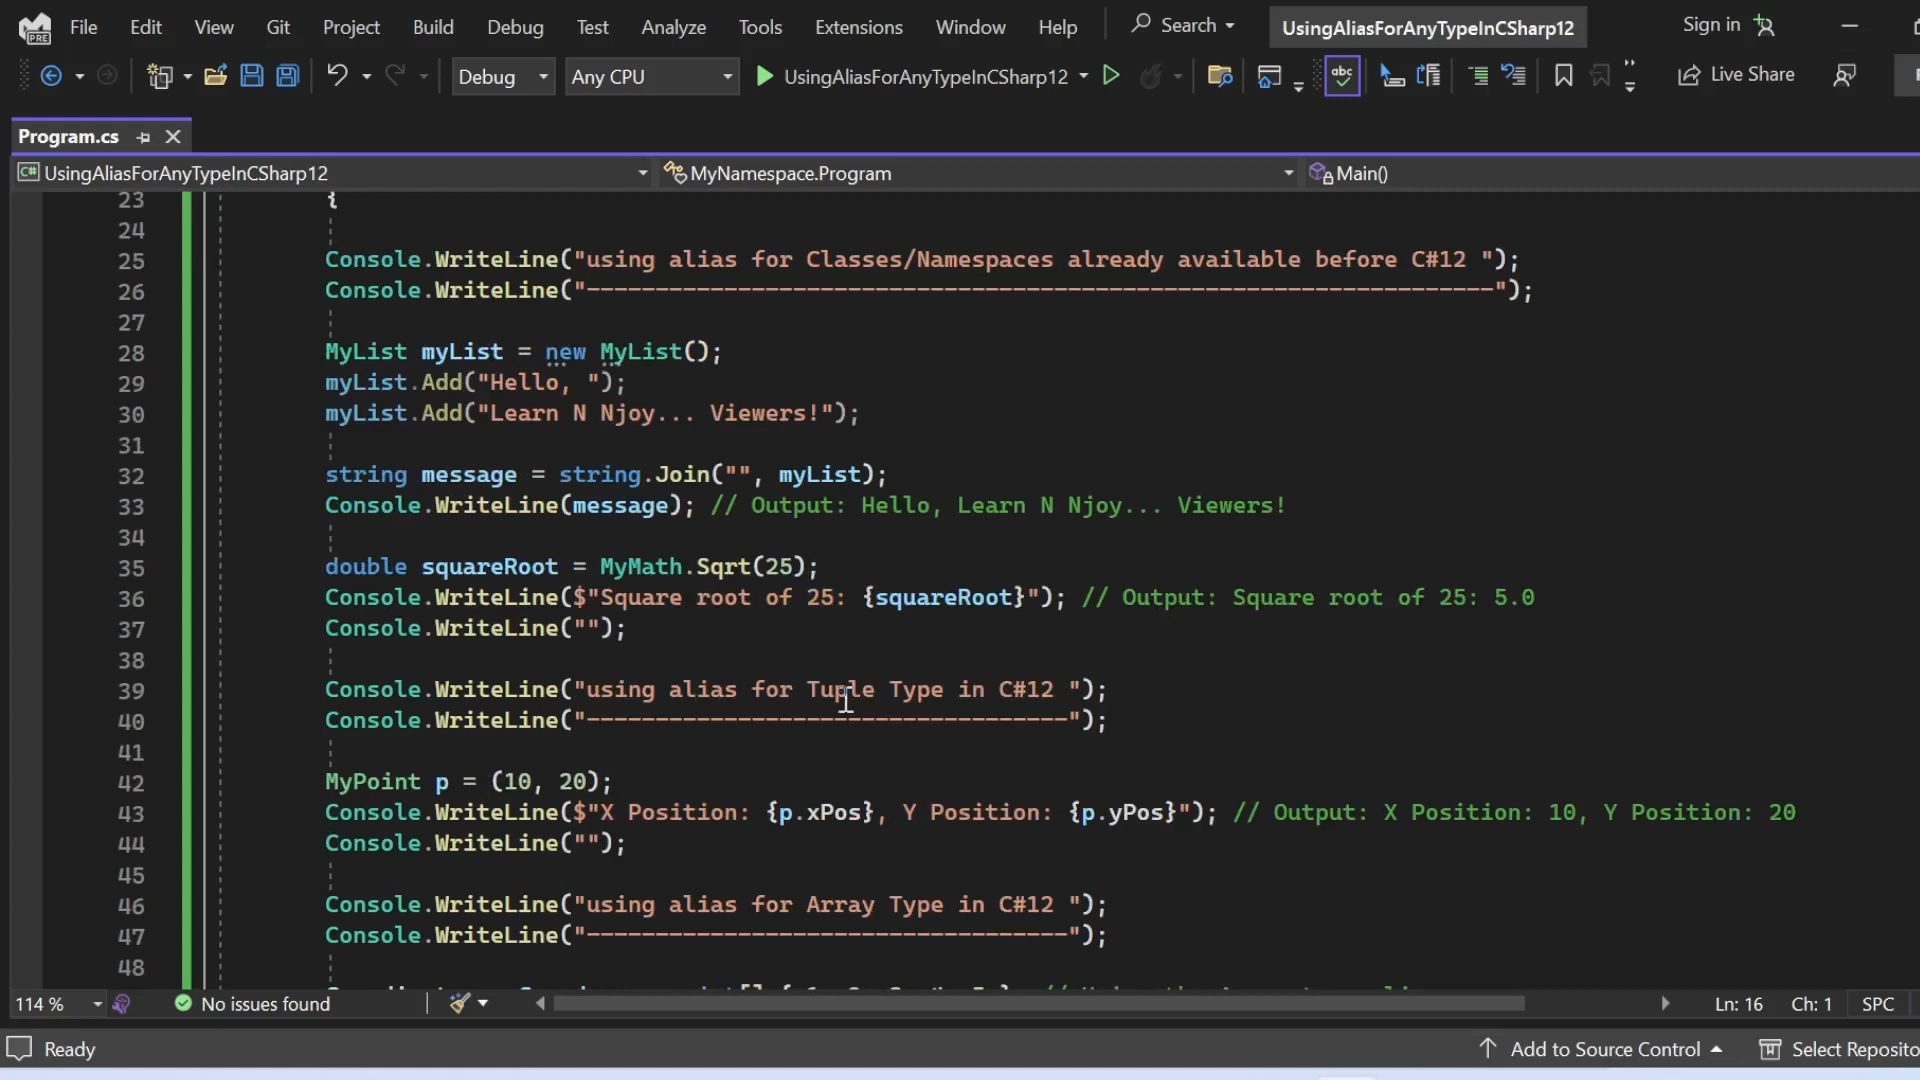 File Edit View Git Project Build Debug Test Analyze Tools Extensions Window Help Search UsingAliasForAnyTypeInCSharp12 Sign in
PRE
Debug Any CPU UsingAliasForAnyTypeInCSharp12 abc Live Share
Program.cs
C# UsingAliasForAnyTypeInCSharp12 MyNamespace.Program Main()
23 {
24
25 Console.WriteLine("using alias for Classes/Namespaces already available before C#12 ");
26 Console.WriteLine("------------------------------------------------------------------");
27
28 MyList myList = new MyList();
29 myList.Add("Hello, ");
30 myList.Add("Learn N Njoy... Viewers!");
31
32 string message = string.Join("", myList);
33 Console.WriteLine(message); // Output: Hello, Learn N Njoy... Viewers!
34
35 double squareRoot = MyMath.Sqrt(25);
36 Console.WriteLine($"Square root of 25: {squareRoot}"); // Output: Square root of 25: 5.0
37 Console.WriteLine("");
38
39 Console.WriteLine("using alias for Tuple Type in C#12 ");
40 Console.WriteLine("-----------------------------------");
41
42 MyPoint p = (10, 20);
43 Console.WriteLine($"X Position: {p.xPos}, Y Position: {p.yPos}"); // Output: X Position: 10, Y Position: 20
44 Console.WriteLine("");
45
46 Console.WriteLine("using alias for Array Type in C#12 ");
47 Console.WriteLine("-----------------------------------");
48
114 % No issues found Ln: 16 Ch: 1 SPC
Ready Add to Source Control Select Reposito